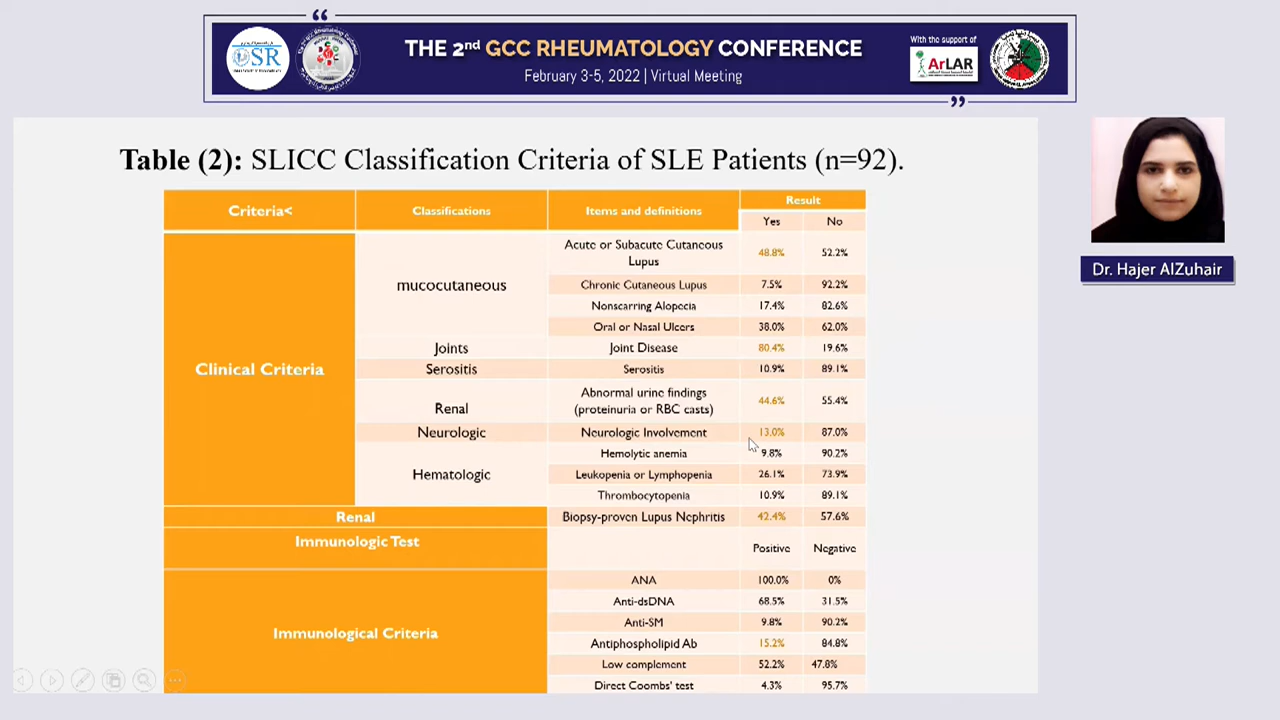 THE 2nd GCC RHEUMATOLOGY CONFERENCE
February 3-5, 2022 | Virtual Meeting
With the support of
OSR
ArLAR
Dr. Hajer AlZuhair
Table (2): SLICC Classification Criteria of SLE Patients (n=92).
Criteria< Classifications Items and definitions Result
Yes No
Clinical Criteria
mucocutaneous
Acute or Subacute Cutaneous
Lupus 48.8% 52.2%
Chronic Cutaneous Lupus 7.5% 92.2%
Nonscarring Alopecia 17.4% 82.6%
Oral or Nasal Ulcers 38.0% 62.0%
Joints Joint Disease 80.4% 19.6%
Serositis Serositis 10.9% 89.1%
Renal
Abnormal urine findings
(proteinuria or RBC casts) 44.6% 55.4%
Neurologic Neurologic Involvement 13.0% 87.0%
Hematologic
Hemolytic anemia 9.8% 90.2%
Leukopenia or Lymphopenia 26.1% 73.9%
Thrombocytopenia 10.9% 89.1%
Renal Biopsy-proven Lupus Nephritis 42.4% 57.6%
Immunologic Test Positive Negative
Immunological Criteria
ANA 100.0% 0%
Anti-dsDNA 68.5% 31.5%
Anti-SM 9.8% 90.2%
Antiphospholipid Ab 15.2% 84.8%
Low complement 52.2% 47.8%
Direct Coombs' test 4.3% 95.7%